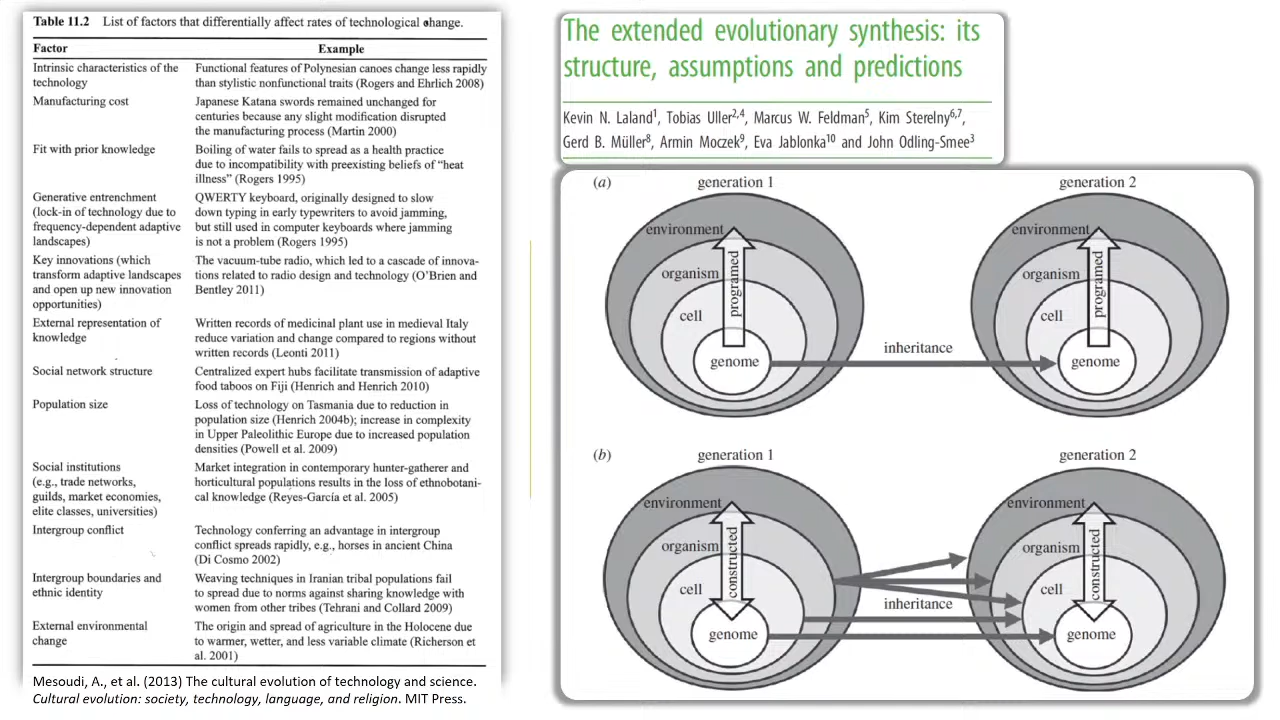 Table 11.2 List of factors that differentially affect rates of technological change.
Factor Example
Intrinsic characteristics of the technology
Functional features of Polynesian canoes change less rapidly
than stylistic nonfunctional traits (Rogers and Ehrlich 2008)
Manufacturing cost
Japanese Katana swords remained unchanged for
centuries because any slight modification disrupted
the manufacturing process (Martin 2000)
Fit with prior knowledge
Boiling of water fails to spread as a health practice
due to incompatibility with preexisting beliefs of “heat
illness” (Rogers 1995)
Generative entrenchment
(lock-in of technology due to
frequency-dependent adaptive
landscapes)
QWERTY keyboard, originally designed to slow
down typing in early typewriters to avoid jamming,
but still used in computer keyboards where jamming
is not a problem (Rogers 1995)
Key innovations (which
transform adaptive landscapes
and open up new innovation
opportunities)
The vacuum-tube radio, which led to a cascade of innova-
tions related to radio design and technology (O’Brien and
Bentley 2011)
External representation of
knowledge
Written records of medicinal plant use in medieval Italy
reduce variation and change compared to regions without
written records (Leonti 2011)
Social network structure
Centralized expert hubs facilitate transmission of adaptive
food taboos on Fiji (Henrich and Henrich 2010)
Population size
Loss of technology on Tasmania due to reduction in
population size (Henrich 2004b); increase in complexity
in Upper Paleolithic Europe due to increased population
densities (Powell et al. 2009)
Social institutions
(e.g., trade networks,
guilds, market economies,
elite classes, universities)
Market integration in contemporary hunter-gatherer and
horticultural populations results in the loss of ethnobotani-
cal knowledge (Reyes-García et al. 2005)
Intergroup conflict
Technology conferring an advantage in intergroup
conflict spreads rapidly, e.g., horses in ancient China
(Di Cosmo 2002)
Intergroup boundaries and
ethnic identity
Weaving techniques in Iranian tribal populations fail
to spread due to norms against sharing knowledge with
women from other tribes (Tehrani and Collard 2009)
External environmental
change
The origin and spread of agriculture in the Holocene due
to warmer, wetter, and less variable climate (Richerson et
al. 2001)
Mesoudi, A., et al. (2013) The cultural evolution of technology and science.
Cultural evolution: society, technology, language, and religion. MIT Press.
The extended evolutionary synthesis: its
structure, assumptions and predictions
Kevin N. Laland1, Tobias Uller2,4, Marcus W. Feldman5, Kim Sterelny6,7,
Gerd B. Müller8, Armin Moczek9, Eva Jablonka10 and John Odling-Smee3
(a) generation 1 generation 2
environment environment
organism organism
programed programed
cell cell
inheritance
genome genome
(b) generation 1 generation 2
environment environment
organism organism
constructed constructed
cell cell
inheritance
genome genome